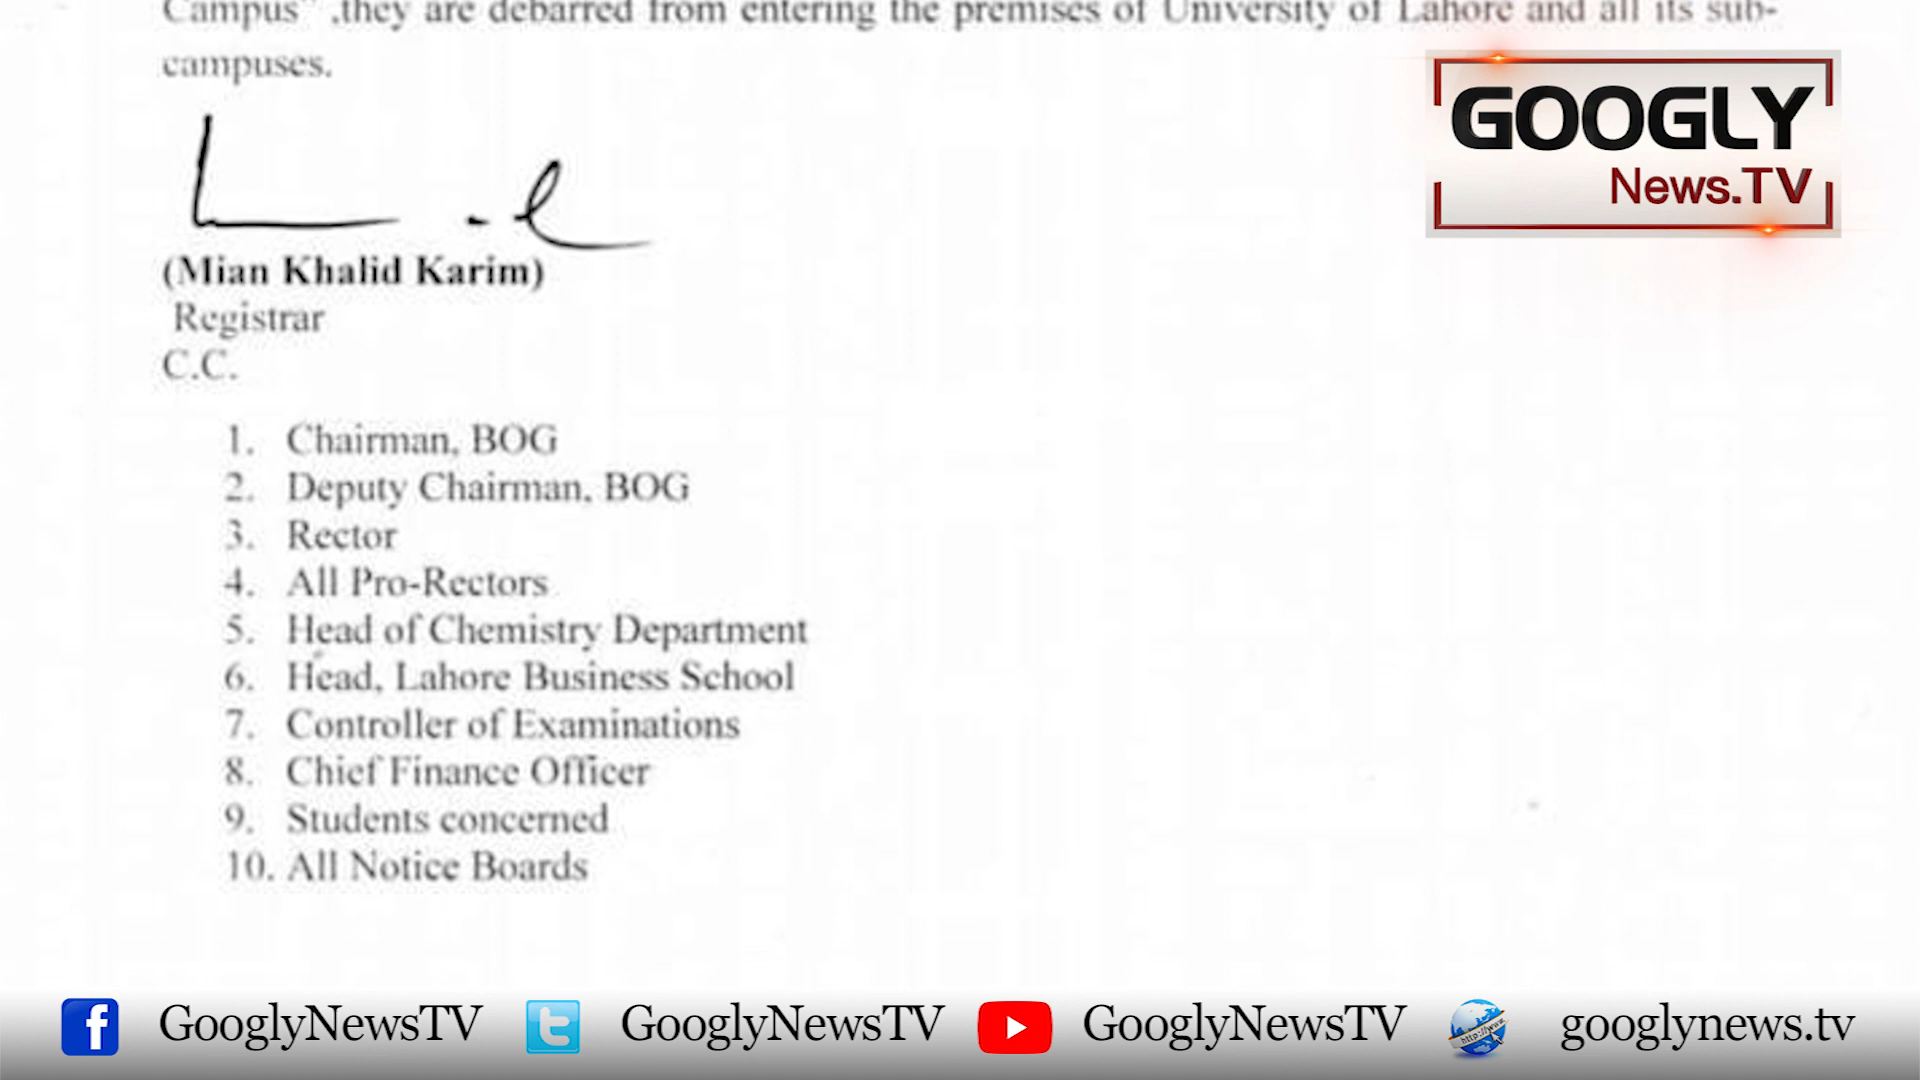 Campus" ,they are debarred from entering the premises of University of Lahore and all its sub-
campuses.
GOOGLY
News.TV
(Mian Khalid Karim)
Registrar
C.C.
1. Chairman, BOG
2. Deputy Chairman, BOG
3. Rector
4. All Pro-Rectors
5. Head of Chemistry Department
6. Head, Lahore Business School
7. Controller of Examinations
8. Chief Finance Officer
9. Students concerned
10. All Notice Boards
GooglyNewsTV GooglyNewsTV GooglyNewsTV googlynews.tv